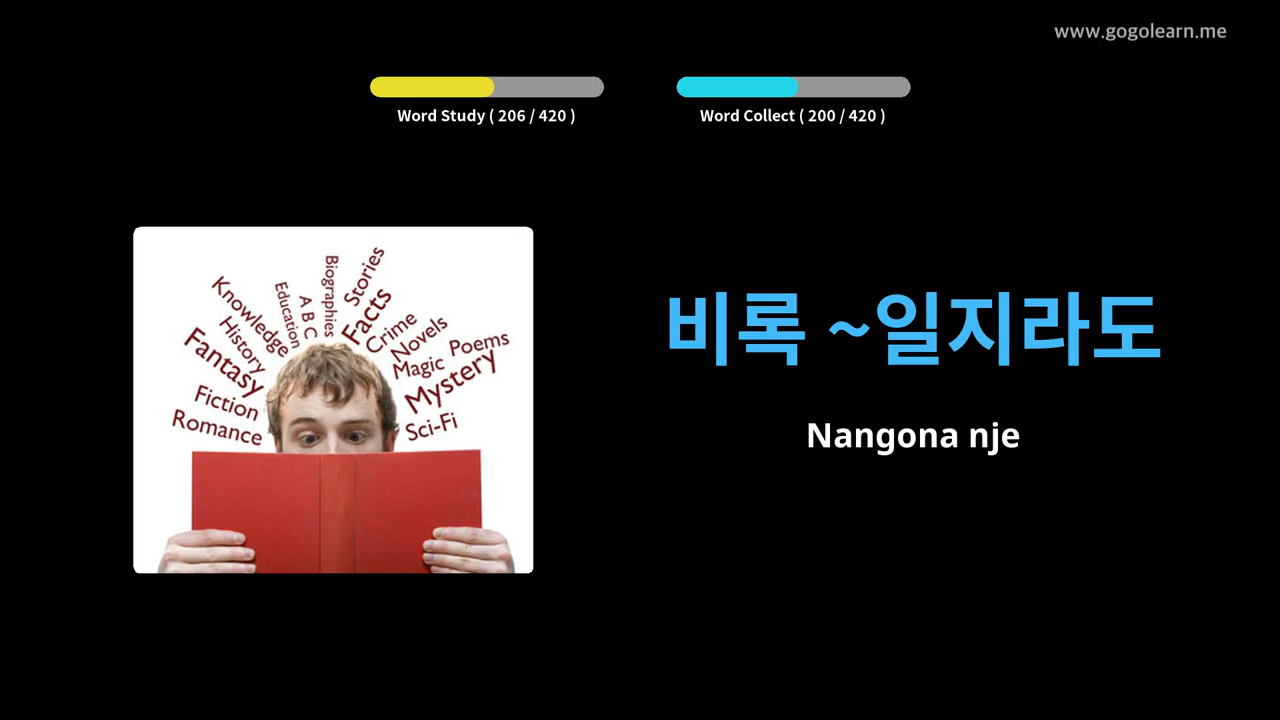 www.gogolearn.me
Word Study ( 206 / 420 )
Word Collect ( 200 / 420 )
비록 ~일지라도
Nangona nje
Knowledge
History
Education
A B C
Biographies
Stories
Facts
Crime
Novels
Magic
Poems
Mystery
Sci-Fi
Fantasy
Fiction
Romance